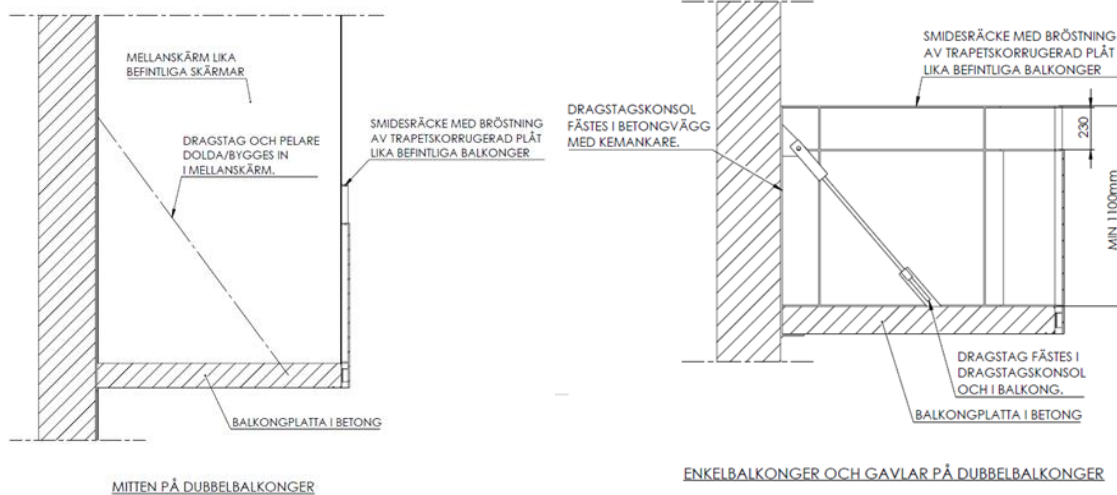 MELLANSKÄRM LIKA
BEFINTLIGA SKÄRMAR
DRAGSTAG OCH PELARE
DOLDA/BYGGES IN
I MELLANSKÄRM.
SMIDESRÄCKE MED BRÖSTNING
AV TRAPETSKORRUGERAD PLÅT
LIKA BEFINTLIGA BALKONGER
BALKONGPLATTA I BETONG
MITTEN PÅ DUBBELBALKONGER
SMIDESRÄCKE MED BRÖSTNING
AV TRAPETSKORRUGERAD PLÅT
LIKA BEFINTLIGA BALKONGER
DRAGSTAGSKONSOL
FÄSTES I BETONGVÄGG
MED KEMANKARE.
230
MIN 1100mm
DRAGSTAG FÄSTES I
DRAGSTAGSKONSOL
OCH I BALKONG.
BALKONGPLATTA I BETONG
ENKELBALKONGER OCH GAVLAR PÅ DUBBELBALKONGER